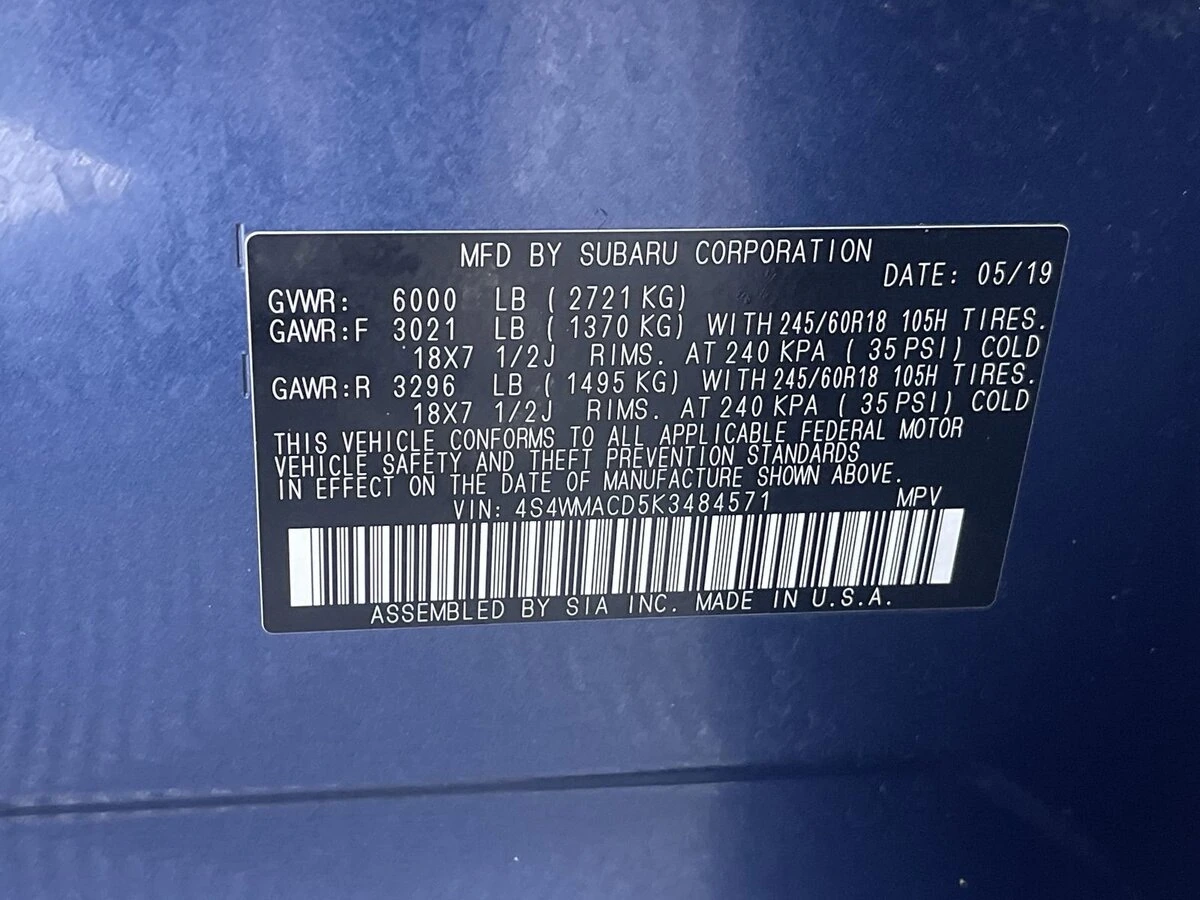 MFD BY SUBARU CORPORATION
DATE: 05/19
GVWR: 6000 LB (2721 KG)
GAWR:F 3021 LB (1370 KG) WITH 245/60R18 105H TIRES.
18X7 1/2J RIMS. AT 240 KPA (35 PSI) COLD
GAWR:R 3296 LB (1495 KG) WITH 245/60R18 105H TIRES.
18X7 1/2J RIMS. AT 240 KPA (35 PSI) COLD
THIS VEHICLE CONFORMS TO ALL APPLICABLE FEDERAL MOTOR
VEHICLE SAFETY AND THEFT PREVENTION STANDARDS
IN EFFECT ON THE DATE OF MANUFACTURE SHOWN ABOVE.
VIN: 4S4WMACD5K3484571 MPV
ASSEMBLED BY SIA INC. MADE IN U.S.A.